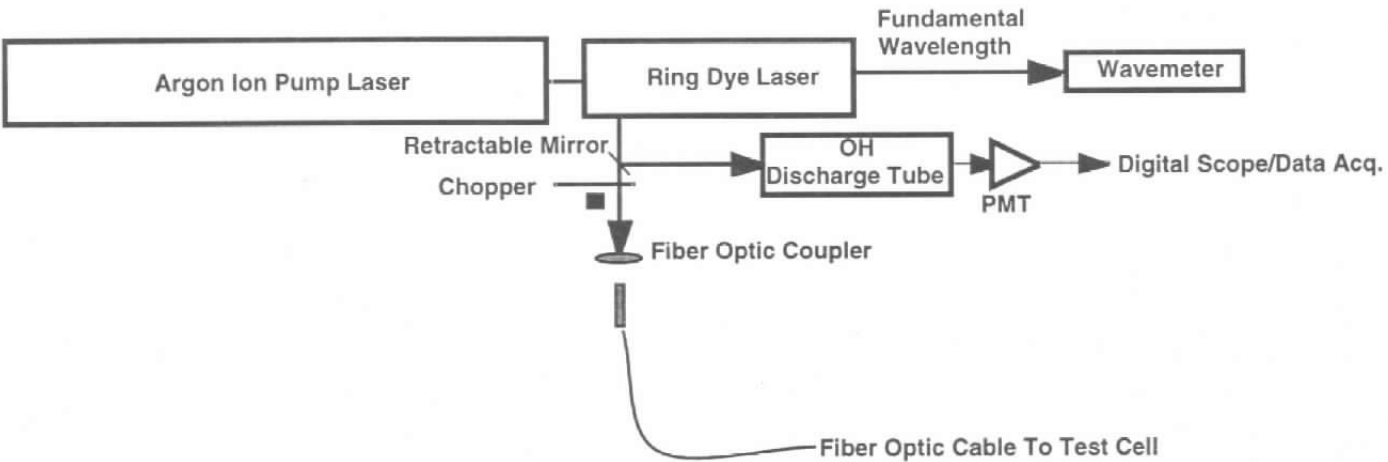 Fundamental
Wavelength
Argon Ion Pump Laser
Ring Dye Laser
Wavemeter
Retractable Mirror
OH
Discharge Tube
Digital Scope/Data Acq.
Chopper
PMT
Fiber Optic Coupler
Fiber Optic Cable To Test Cell